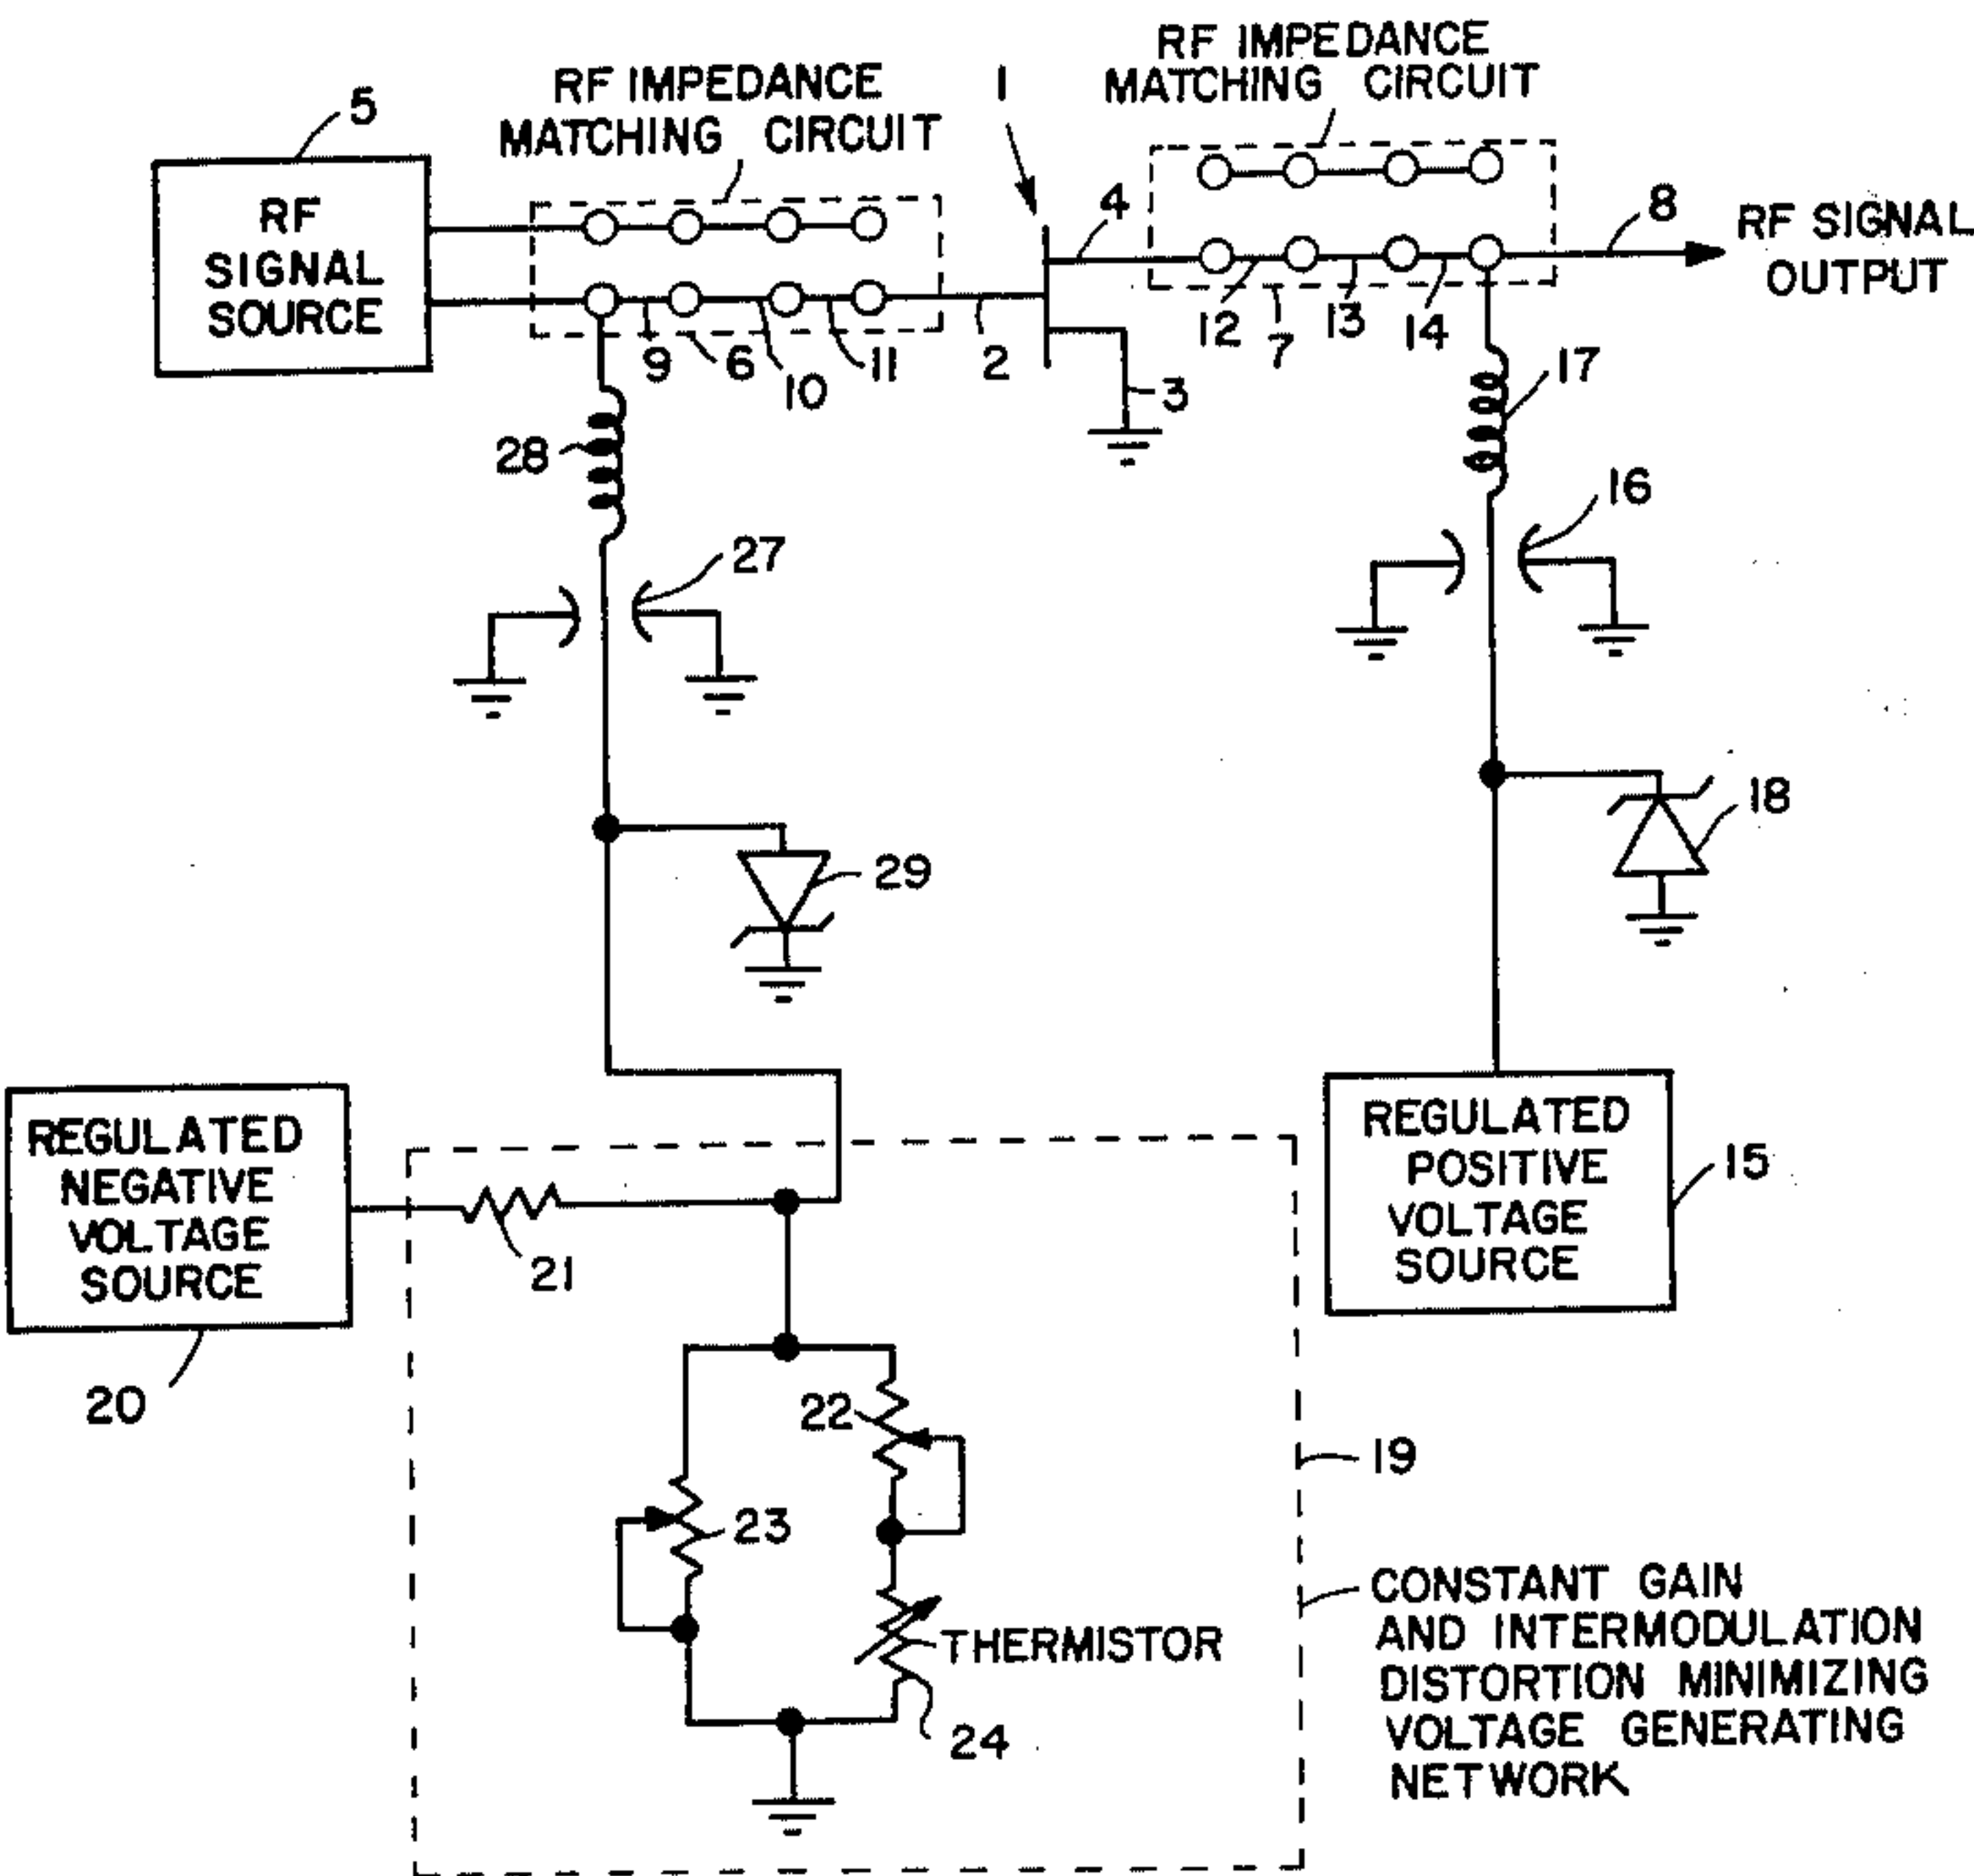 RF IMPEDANCE
MATCHING CIRCUIT
RF IMPEDANCE
MATCHING CIRCUIT
1
5
RF
SIGNAL
SOURCE
4
8
RF SIGNAL
OUTPUT
9
6
10
11
2
3
12
7
13
14
17
28
16
27
18
29
REGULATED
NEGATIVE
VOLTAGE
SOURCE
20
21
REGULATED
POSITIVE
VOLTAGE
SOURCE
15
22
23
19
THERMISTOR
24
CONSTANT GAIN
AND INTERMODULATION
DISTORTION MINIMIZING
VOLTAGE GENERATING
NETWORK